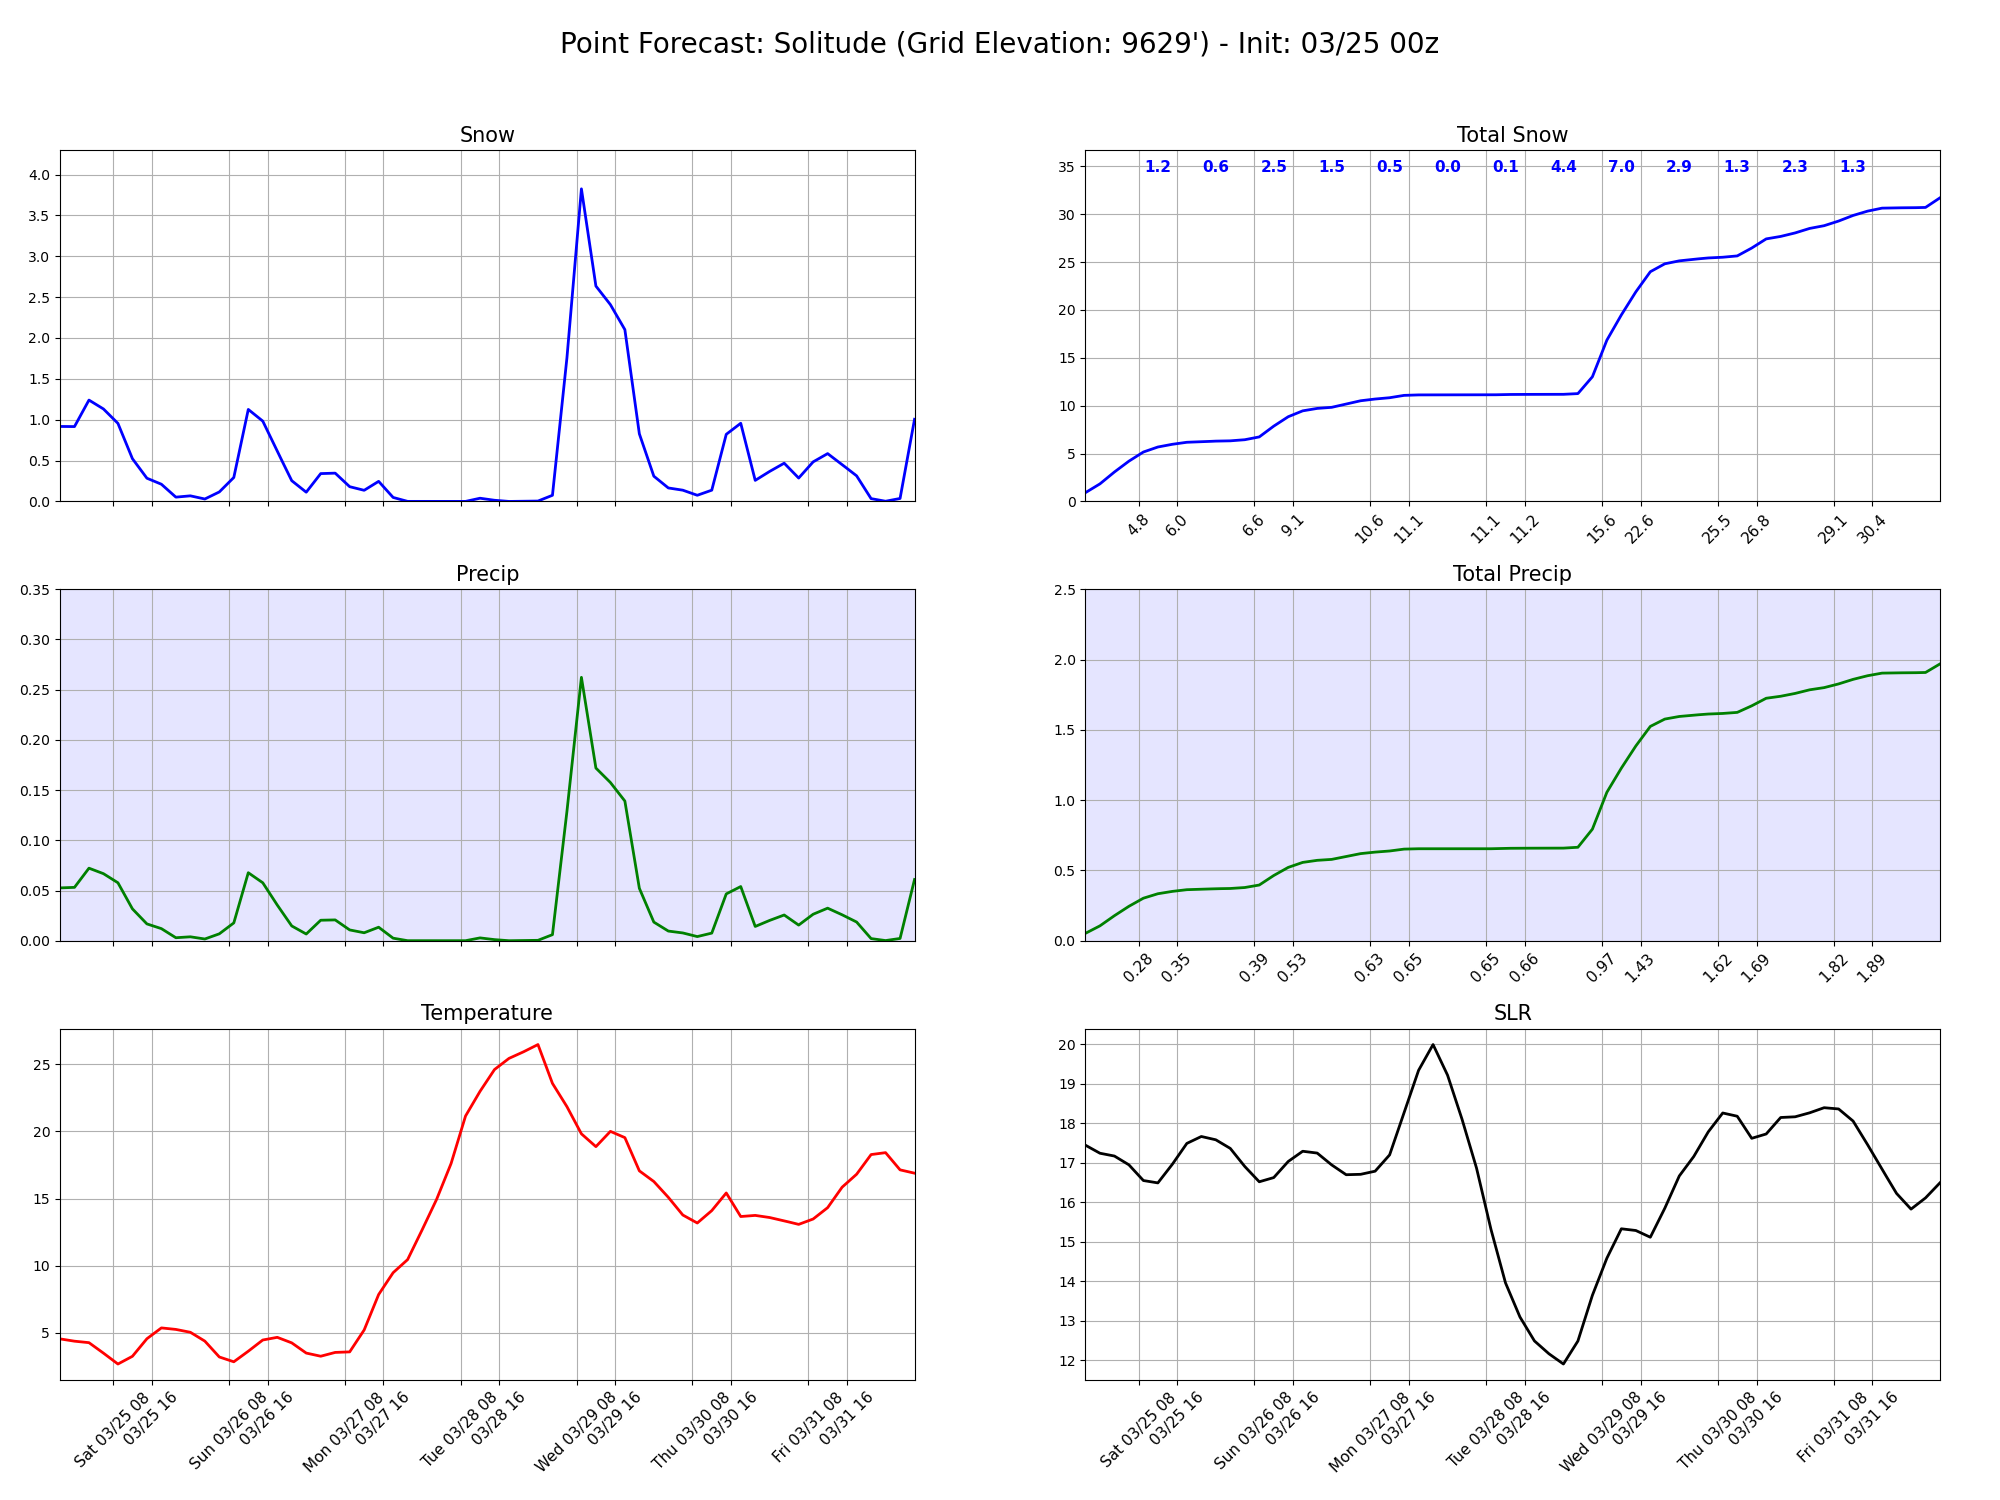 Point Forecast: Solitude (Grid Elevation: 9629') - Init: 03/25 00z
Snow
4.0
3.5
3.0
2.5
2.0
1.5
1.0
0.5
0.0
Total Snow
1.2 0.6 2.5 1.5 0.5 0.0 0.1 4.4 7.0 2.9 1.3 2.3 1.3
35
30
25
20
15
10
5
0
4.8 6.0 6.6 9.1 10.6 11.1 11.1 11.2 15.6 22.6 25.5 26.8 29.1 30.4
Precip
0.35
0.30
0.25
0.20
0.15
0.10
0.05
0.00
Total Precip
2.5
2.0
1.5
1.0
0.5
0.0
0.28 0.35 0.39 0.53 0.63 0.65 0.65 0.66 0.97 1.43 1.62 1.69 1.82 1.89
Temperature
25
20
15
10
5
Sat 03/25 08
03/25 16
Sun 03/26 08
03/26 16
Mon 03/27 08
03/27 16
Tue 03/28 08
03/28 16
Wed 03/29 08
03/29 16
Thu 03/30 08
03/30 16
Fri 03/31 08
03/31 16
SLR
20
19
18
17
16
15
14
13
12
Sat 03/25 08
03/25 16
Sun 03/26 08
03/26 16
Mon 03/27 08
03/27 16
Tue 03/28 08
03/28 16
Wed 03/29 08
03/29 16
Thu 03/30 08
03/30 16
Fri 03/31 08
03/31 16